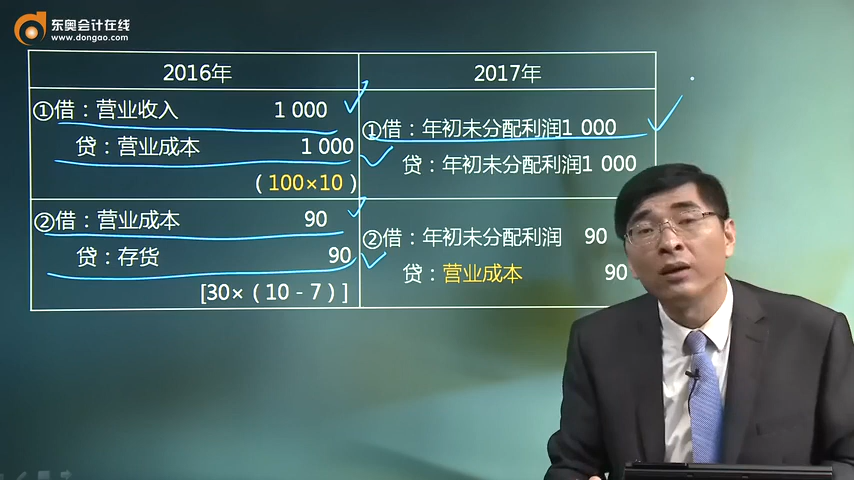 东奥会计在线
www.dongao.com
2016年
2017年
①借：营业收入 1 000
贷：营业成本 1 000
（100×10）
①借：年初未分配利润1 000
贷：年初未分配利润1 000
②借：营业成本 90
贷：存货 90
[30×（10－7）]
②借：年初未分配利润 90
贷：营业成本 90